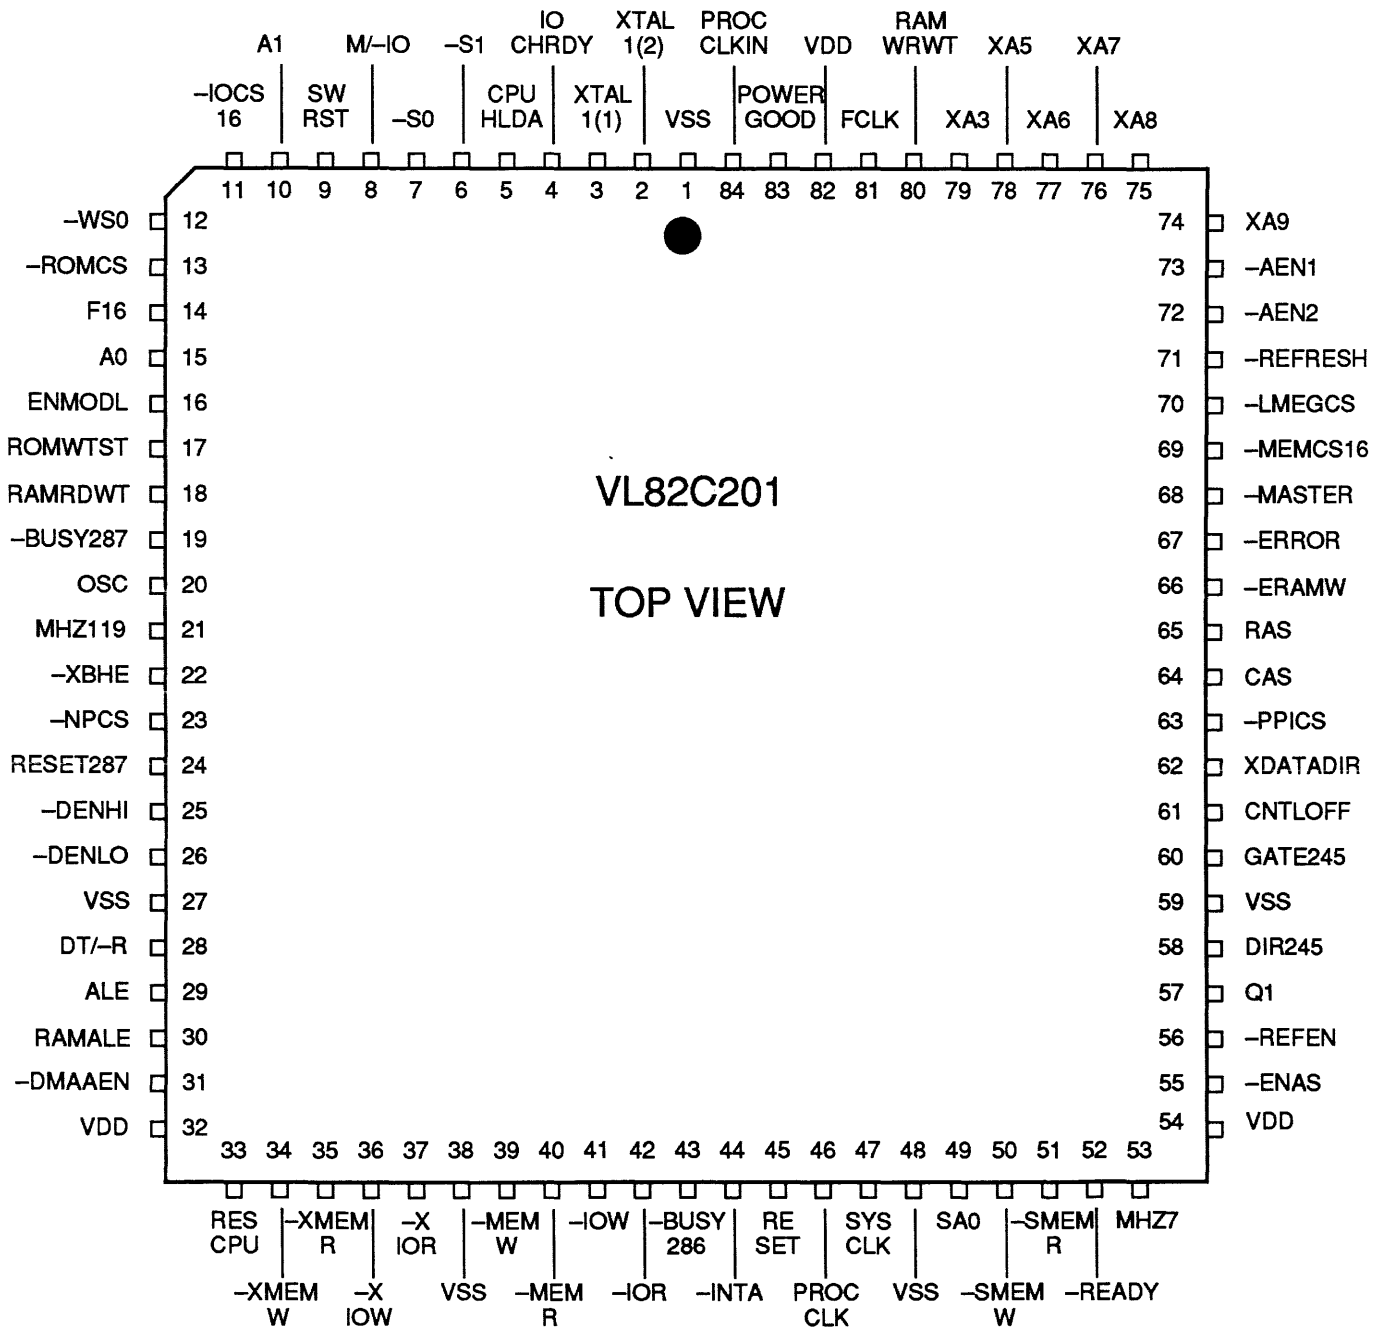 IO XTAL PROC RAM
A1 M/–IO –S1 CHRDY 1(2) CLKIN VDD WRWT XA5 XA7
–IOCS SW CPU XTAL POWER
16 RST –S0 HLDA 1(1) VSS GOOD FCLK XA3 XA6 XA8
11 10 9 8 7 6 5 4 3 2 1 84 83 82 81 80 79 78 77 76 75
–WS0 12 74 XA9
–ROMCS 13 73 –AEN1
F16 14 72 –AEN2
A0 15 71 –REFRESH
ENMODL 16 70 –LMEGCS
ROMWTST 17 69 –MEMCS16
RAMRDWT 18 VL82C201 68 –MASTER
–BUSY287 19 67 –ERROR
OSC 20 66 –ERAMW
TOP VIEW
MHZ119 21 65 RAS
–XBHE 22 64 CAS
–NPCS 23 63 –PPICS
RESET287 24 62 XDATADIR
–DENHI 25 61 CNTLOFF
–DENLO 26 60 GATE245
VSS 27 59 VSS
DT/–R 28 58 DIR245
ALE 29 57 Q1
RAMALE 30 56 –REFEN
–DMAAEN 31 55 –ENAS
VDD 32 54 VDD
33 34 35 36 37 38 39 40 41 42 43 44 45 46 47 48 49 50 51 52 53
RES –XMEM –X –MEM –IOW –BUSY RE SYS SA0 –SMEM MHZ7
CPU R IOR W 286 SET CLK R
–XMEM –X VSS –MEM –IOR –INTA PROC VSS –SMEM –READY
W IOW R CLK W